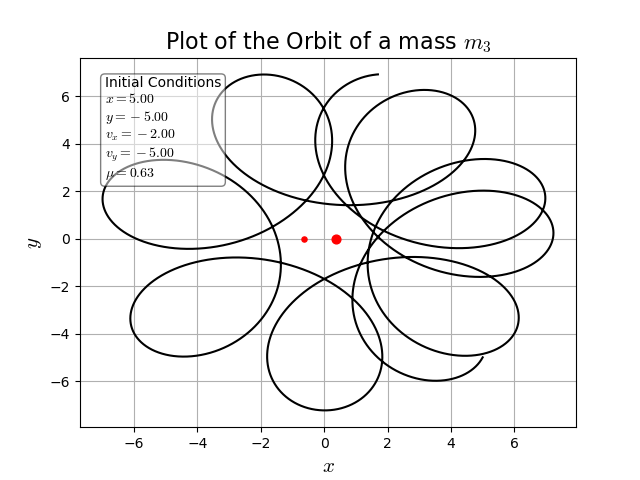 Plot of the Orbit of a mass m₃
Initial Conditions
x = 5.00
y = −5.00
vₓ = −2.00
v_y = −5.00
μ = 0.63
6
4
2
0
−2
−4
−6
y
−6 −4 −2 0 2 4 6
x